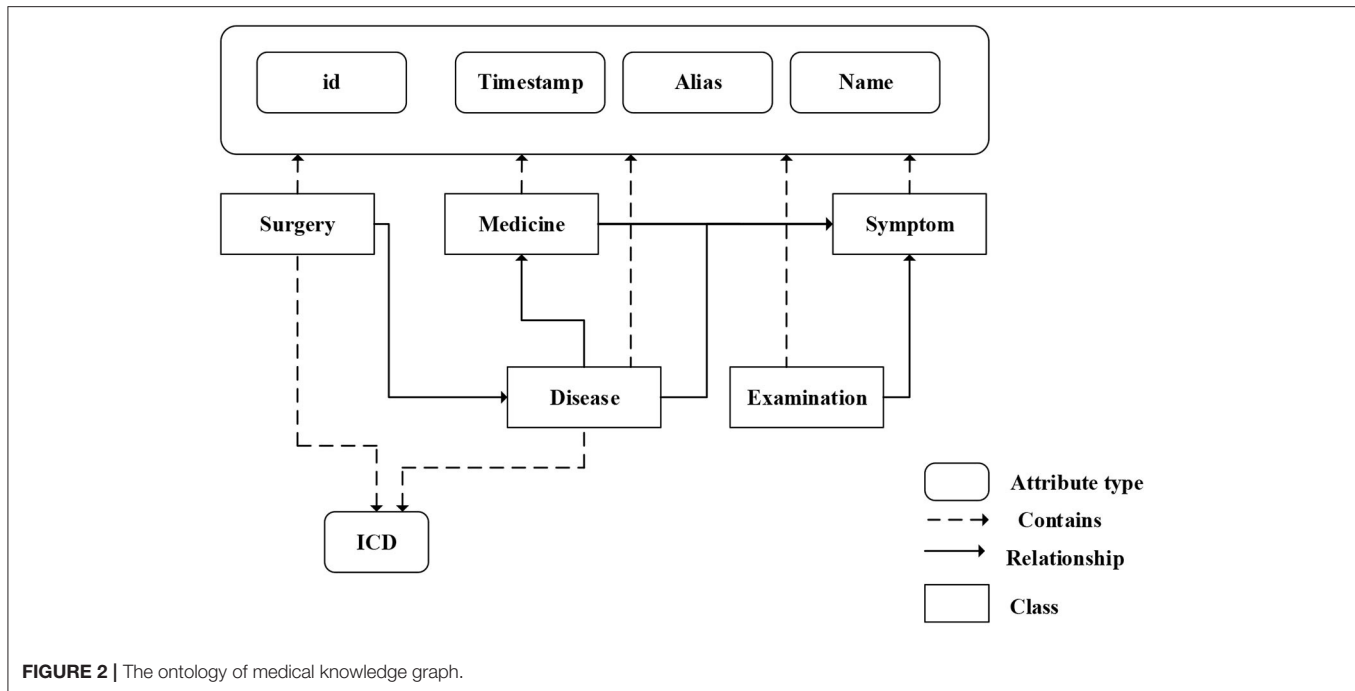 id
Timestamp
Alias
Name
Surgery
Medicine
Symptom
Disease
Examination
ICD
Attribute type
Contains
Relationship
Class
FIGURE 2 | The ontology of medical knowledge graph.